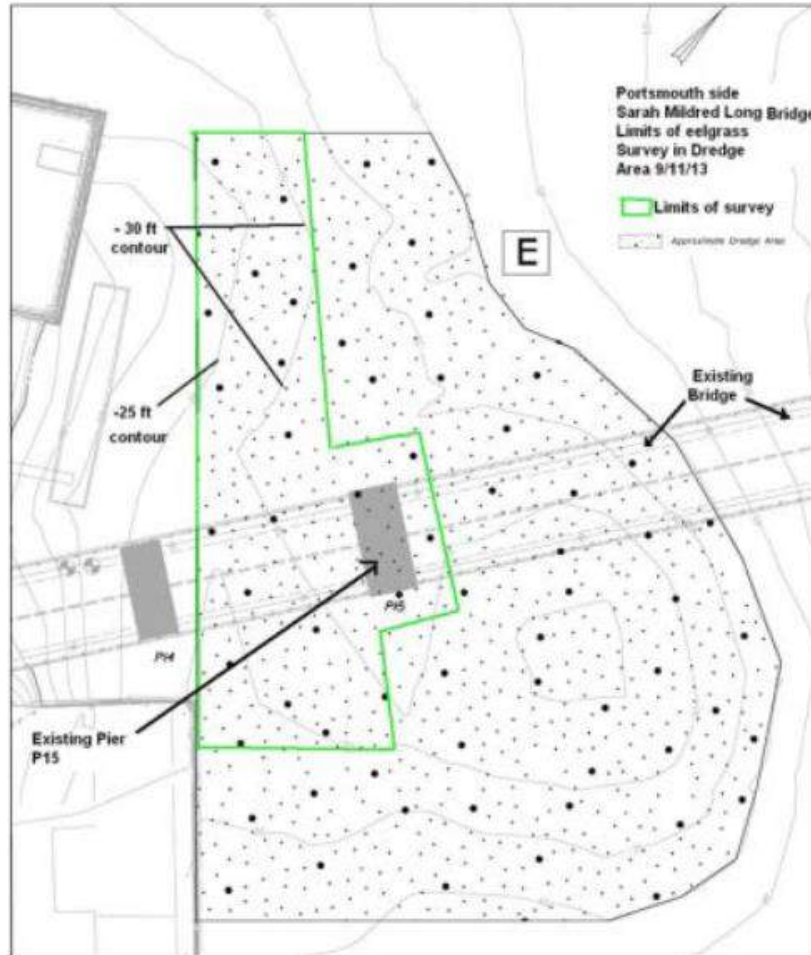 Portsmouth side
Sarah Mildred Long Bridge
Limits of eelgrass
Survey in Dredge
Area 9/11/13
Limits of survey
Approximate Dredge Area
- 30 ft
contour
E
-25 ft
contour
Existing
Bridge
P15
P14
Existing Pier
P15